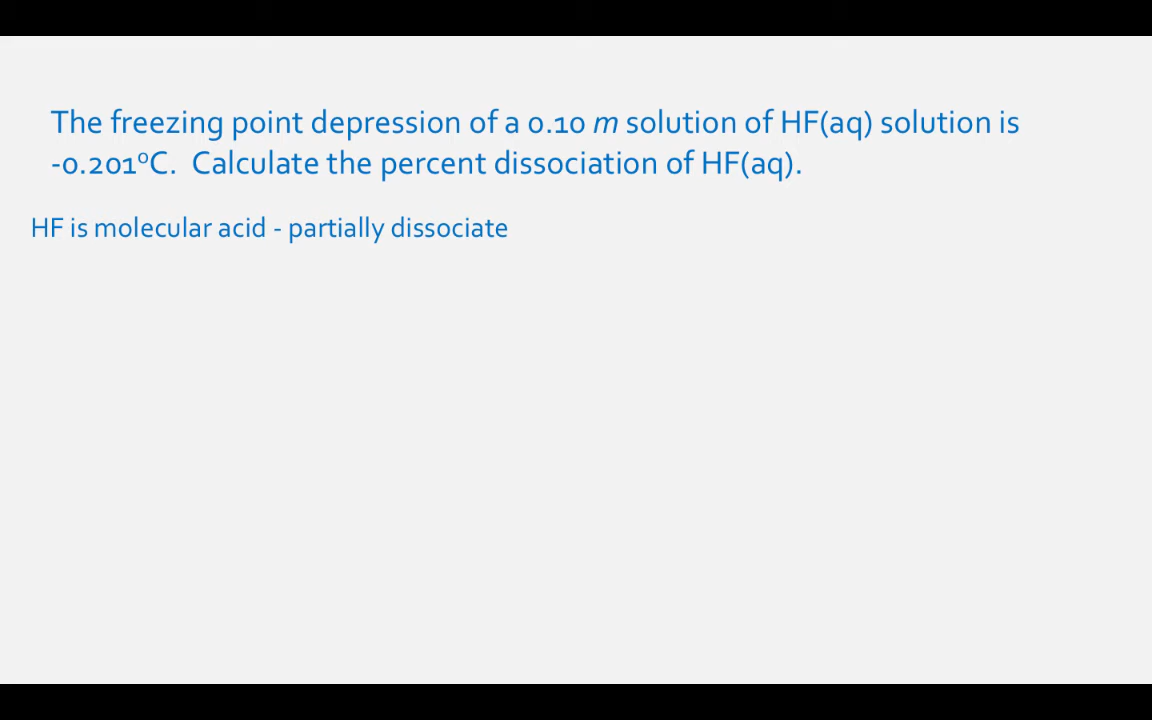 The freezing point depression of a 0.10 m solution of HF(aq) solution is
-0.201⁰C. Calculate the percent dissociation of HF(aq).
HF is molecular acid - partially dissociate